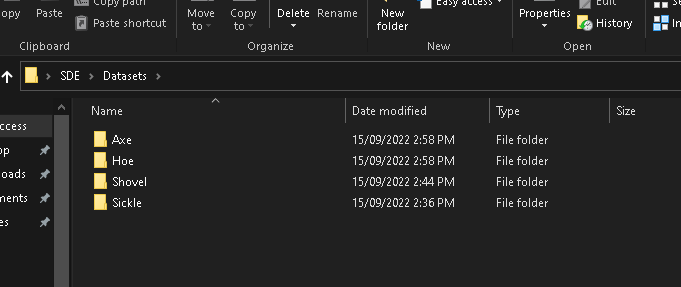 opy Paste Copy path Move Copy Delete Rename New Easy access Properties Edit Se
Paste shortcut to to folder History In
Clipboard Organize New Open
SDE Datasets
Name Date modified Type Size
ccess
Axe 15/09/2022 2:58 PM File folder
op
Hoe 15/09/2022 2:58 PM File folder
oads
Shovel 15/09/2022 2:44 PM File folder
ments
Sickle 15/09/2022 2:36 PM File folder
es